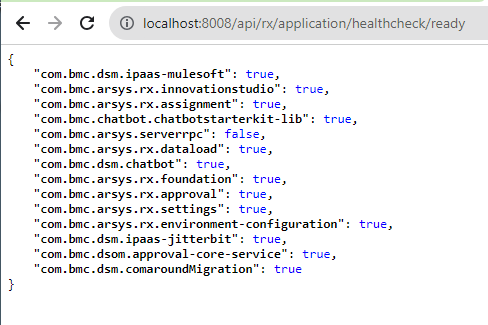 localhost:8008/api/rx/application/healthcheck/ready
{
"com.bmc.dsm.ipaas-mulesoft": true,
"com.bmc.arsys.rx.innovationstudio": true,
"com.bmc.arsys.rx.assignment": true,
"com.bmc.chatbot.chatbotstarterkit-lib": true,
"com.bmc.arsys.serverrpc": false,
"com.bmc.arsys.rx.dataload": true,
"com.bmc.dsm.chatbot": true,
"com.bmc.arsys.rx.foundation": true,
"com.bmc.arsys.rx.approval": true,
"com.bmc.arsys.rx.settings": true,
"com.bmc.arsys.rx.environment-configuration": true,
"com.bmc.dsm.ipaas-jitterbit": true,
"com.bmc.dsom.approval-core-service": true,
"com.bmc.dsm.comaroundMigration": true
}